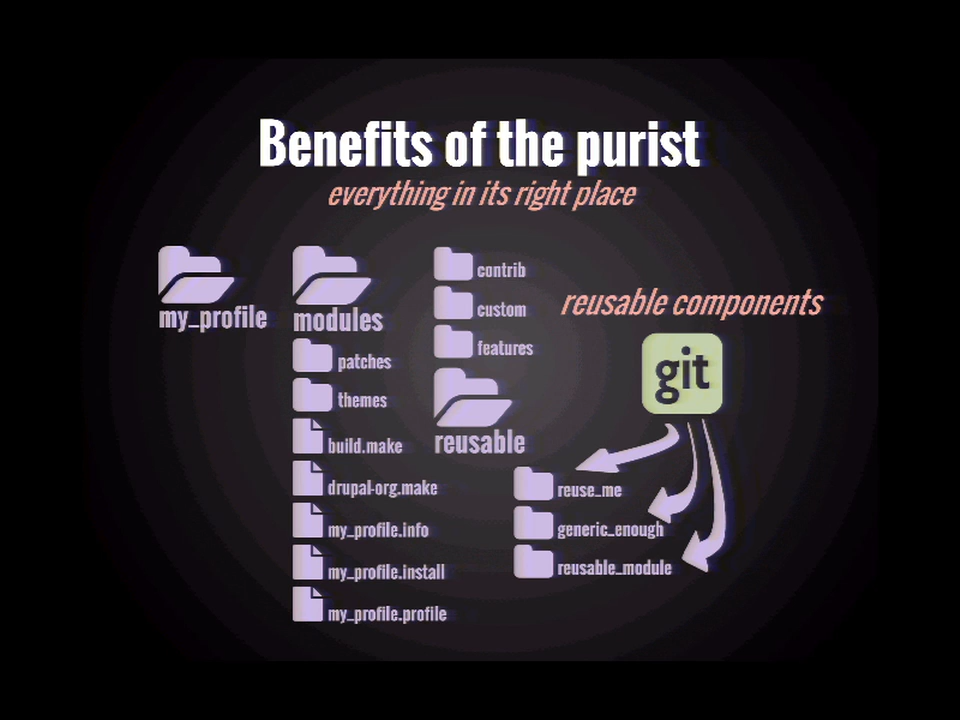 Benefits of the purist
everything in its right place
my_profile
modules
patches
themes
build.make
drupal-org.make
my_profile.info
my_profile.install
my_profile.profile
contrib
custom
features
reusable
reuse_me
generic_enough
reusable_module
reusable components
git